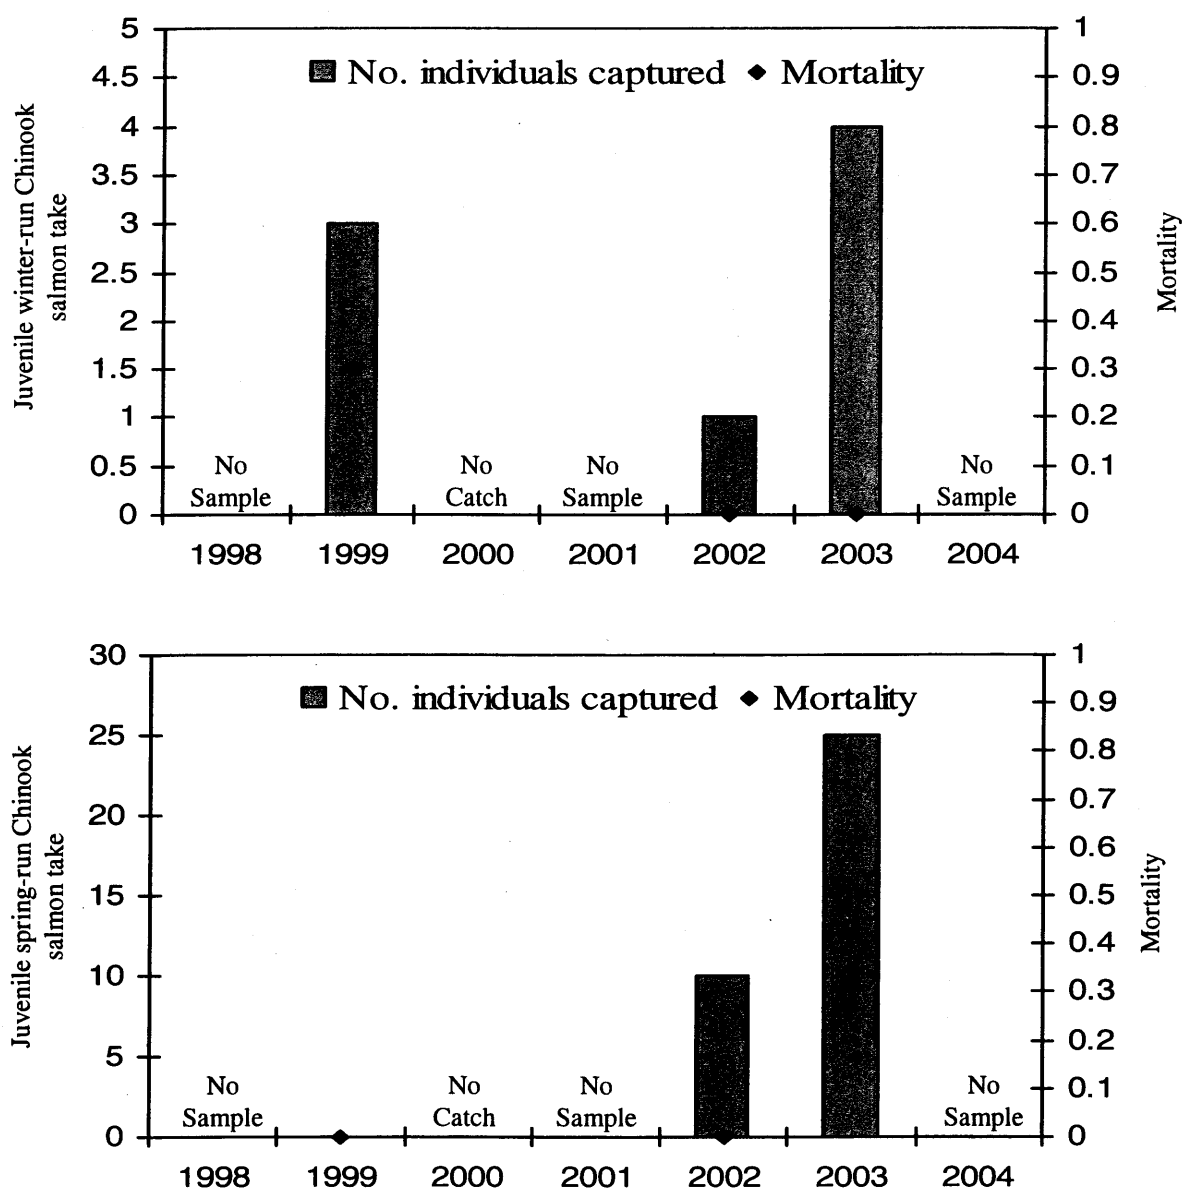 5
4.5
4
3.5
3
2.5
2
1.5
1
0.5
0
Juvenile winter-run Chinook
salmon take
No. individuals captured Mortality
1
0.9
0.8
0.7
0.6
0.5
0.4
0.3
0.2
0.1
0
Mortality
No
Sample
No
Catch
No
Sample
No
Sample
1998 1999 2000 2001 2002 2003 2004
30
25
20
15
10
5
0
Juvenile spring-run Chinook
salmon take
No. individuals captured Mortality
1
0.9
0.8
0.7
0.6
0.5
0.4
0.3
0.2
0.1
0
Mortality
No
Sample
No
Catch
No
Sample
No
Sample
1998 1999 2000 2001 2002 2003 2004